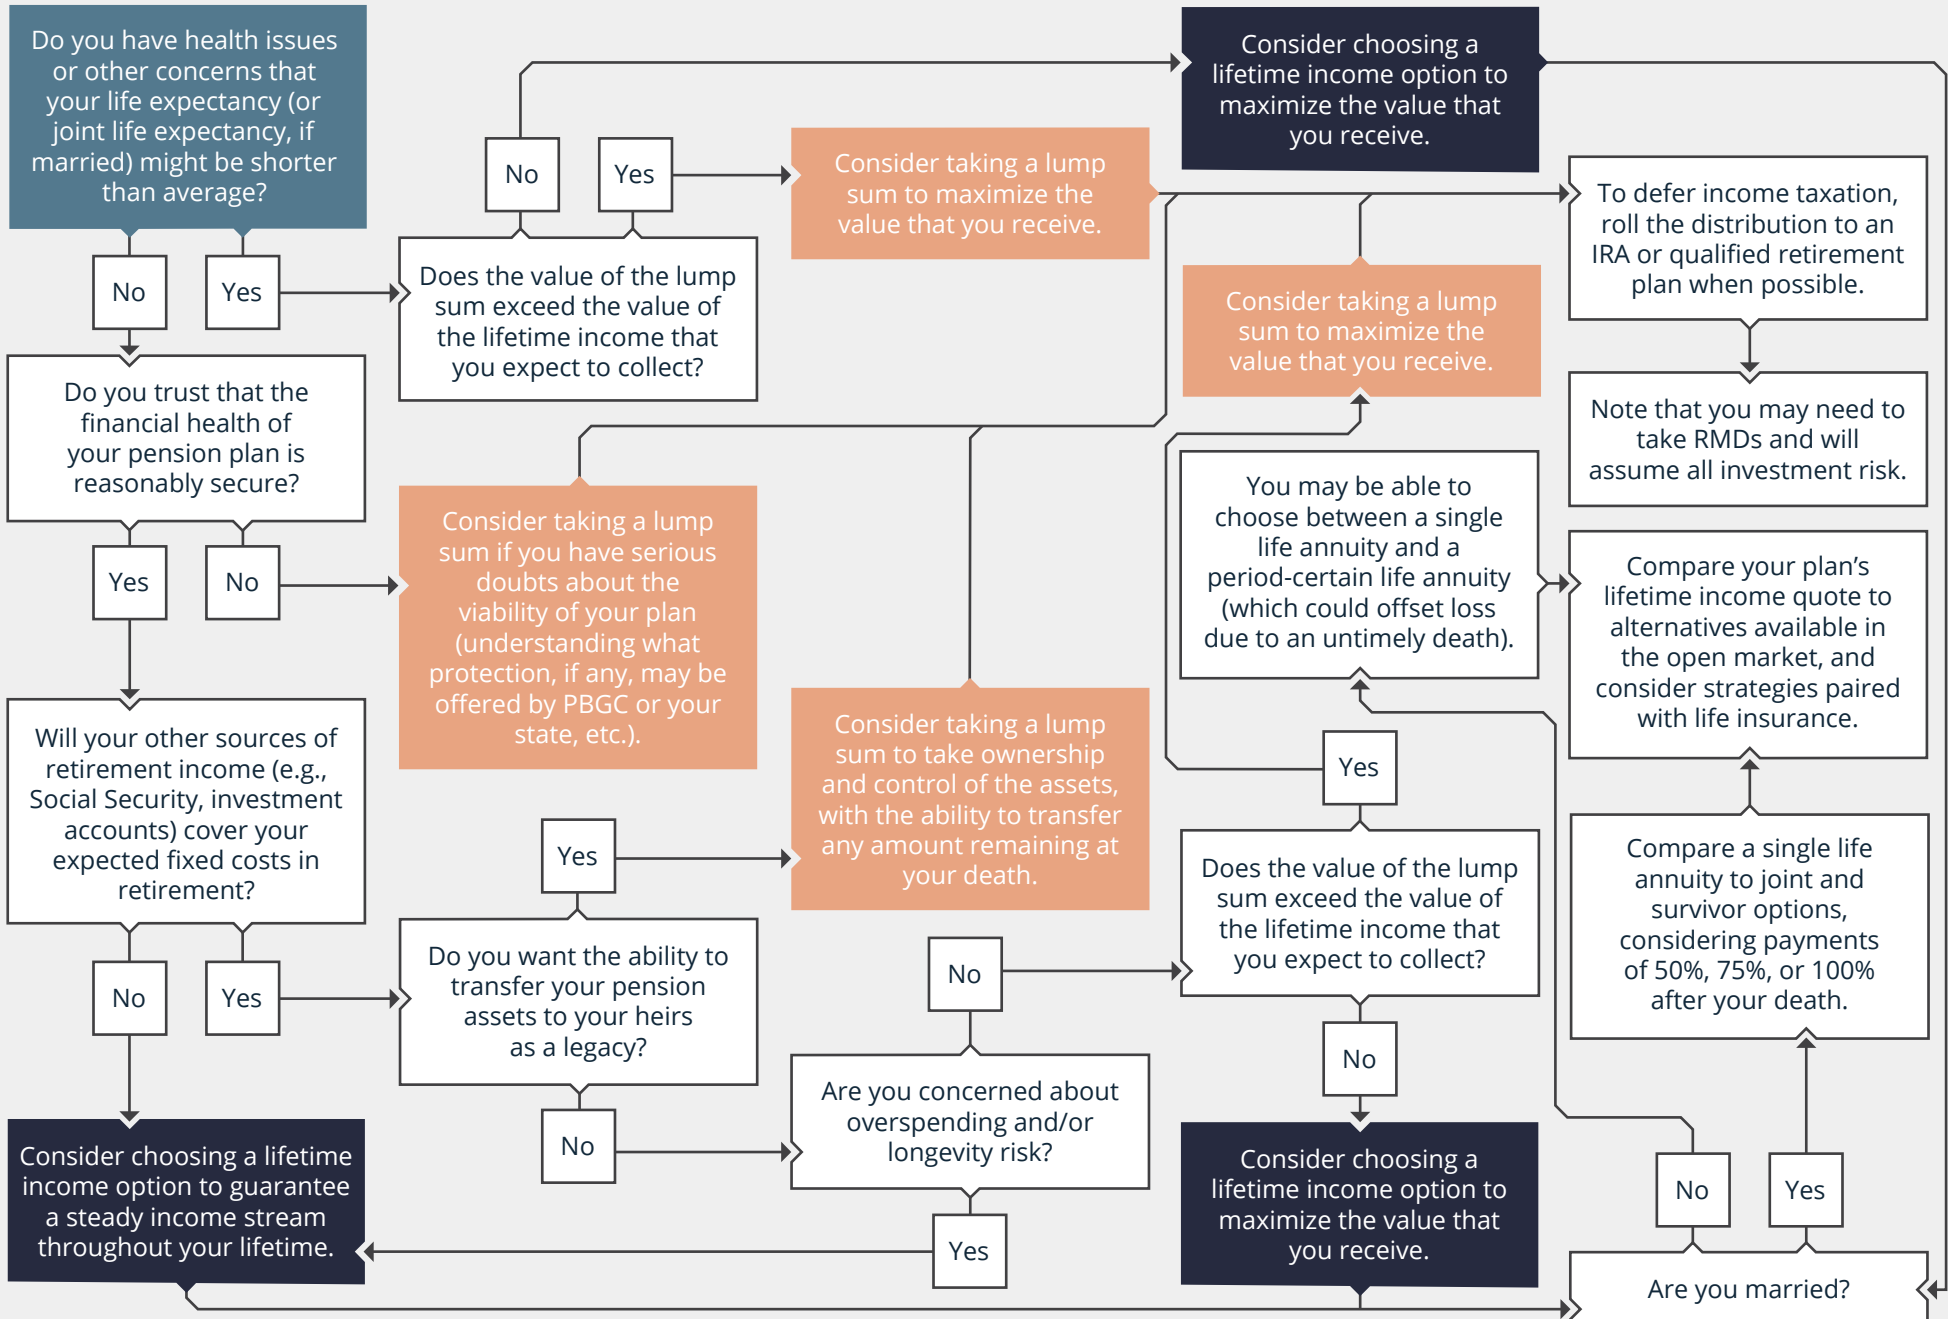 Do you have health issues
or other concerns that
your life expectancy (or
joint life expectancy, if
married) might be shorter
than average?
No
Yes
Does the value of the lump
sum exceed the value of
the lifetime income that
you expect to collect?
No
Yes
Consider taking a lump
sum to maximize the
value that you receive.
Consider choosing a
lifetime income option to
maximize the value that
you receive.
To defer income taxation,
roll the distribution to an
IRA or qualified retirement
plan when possible.
Note that you may need to
take RMDs and will
assume all investment risk.
Do you trust that the
financial health of
your pension plan is
reasonably secure?
Yes
No
Consider taking a lump
sum if you have serious
doubts about the
viability of your plan
(understanding what
protection, if any, may be
offered by PBGC or your
state, etc.).
Will your other sources of
retirement income (e.g.,
Social Security, investment
accounts) cover your
expected fixed costs in
retirement?
No
Yes
Do you want the ability to
transfer your pension
assets to your heirs
as a legacy?
Yes
No
Consider taking a lump
sum to take ownership
and control of the assets,
with the ability to transfer
any amount remaining at
your death.
Are you concerned about
overspending and/or
longevity risk?
No
Yes
Consider choosing a lifetime
income option to guarantee
a steady income stream
throughout your lifetime.
Does the value of the lump
sum exceed the value of
the lifetime income that
you expect to collect?
Yes
No
Consider taking a lump
sum to maximize the
value that you receive.
Consider choosing a
lifetime income option to
maximize the value that
you receive.
Are you married?
No
Yes
You may be able to
choose between a single
life annuity and a
period-certain life annuity
(which could offset loss
due to an untimely death).
Compare a single life
annuity to joint and
survivor options,
considering payments
of 50%, 75%, or 100%
after your death.
Compare your plan's
lifetime income quote to
alternatives available in
the open market, and
consider strategies paired
with life insurance.